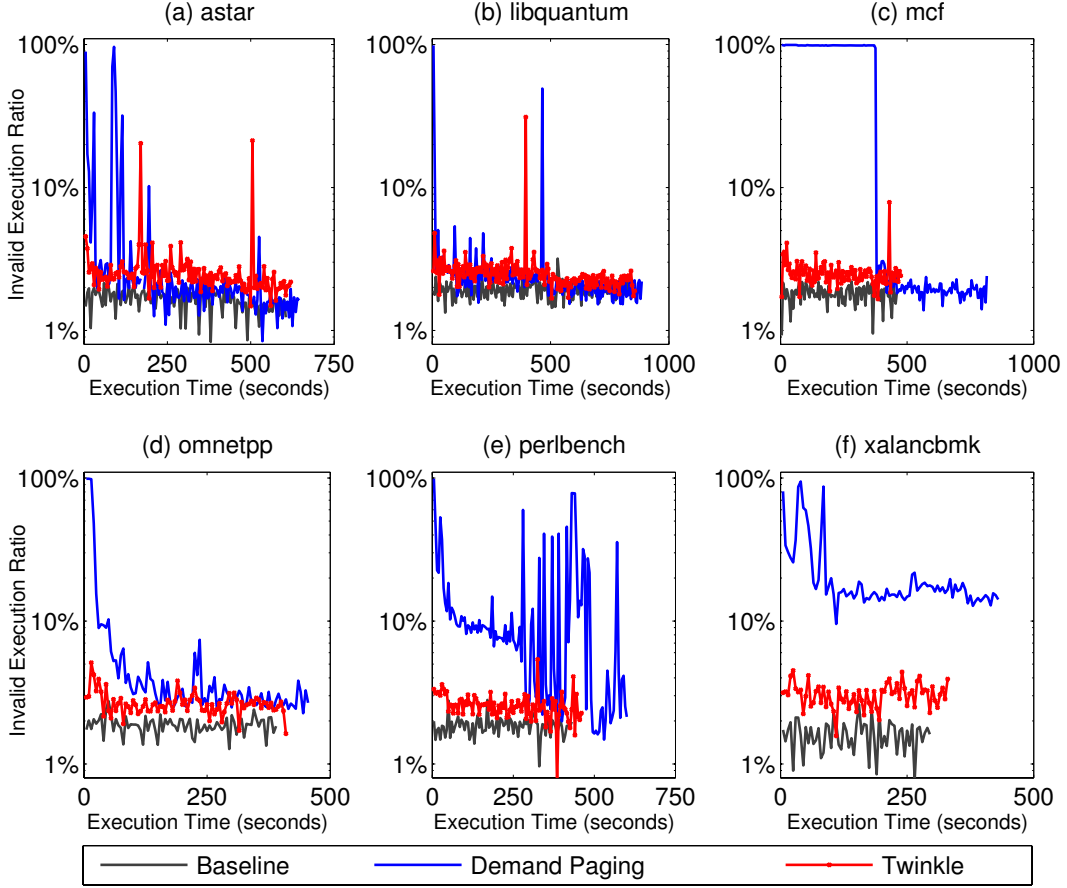 (a) astar (b) libquantum (c) mcf
100% 100% 100%
10% 10% 10%
1% 1% 1%
Invalid Execution Ratio
0 250 500 750 0 500 1000 0 500 1000
Execution Time (seconds) Execution Time (seconds) Execution Time (seconds)
(d) omnetpp (e) perlbench (f) xalancbmk
100% 100% 100%
10% 10% 10%
1% 1% 1%
Invalid Execution Ratio
0 250 500 0 250 500 750 0 250 500
Execution Time (seconds) Execution Time (seconds) Execution Time (seconds)
Baseline Demand Paging Twinkle